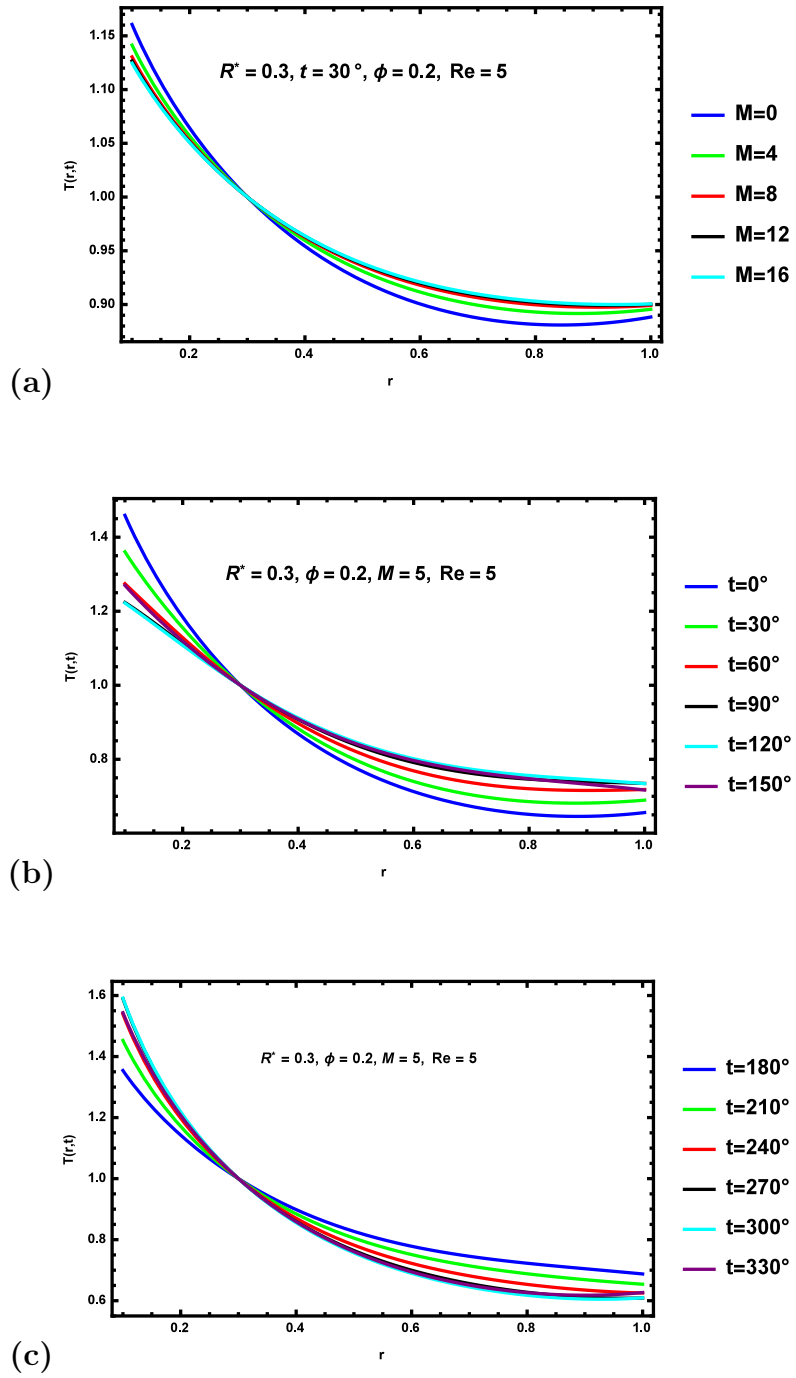 R* = 0.3, t = 30 °, ϕ = 0.2, Re = 5
1.15
1.10
1.05
1.00
0.95
0.90
T(r,t)
0.2
0.4
0.6
0.8
1.0
r
M=0
M=4
M=8
M=12
M=16
(a)
R* = 0.3, ϕ = 0.2, M = 5, Re = 5
1.4
1.2
1.0
0.8
T(r,t)
0.2
0.4
0.6
0.8
1.0
r
t=0°
t=30°
t=60°
t=90°
t=120°
t=150°
(b)
R* = 0.3, ϕ = 0.2, M = 5, Re = 5
1.6
1.4
1.2
1.0
0.8
0.6
T(r,t)
0.2
0.4
0.6
0.8
1.0
r
t=180°
t=210°
t=240°
t=270°
t=300°
t=330°
(c)